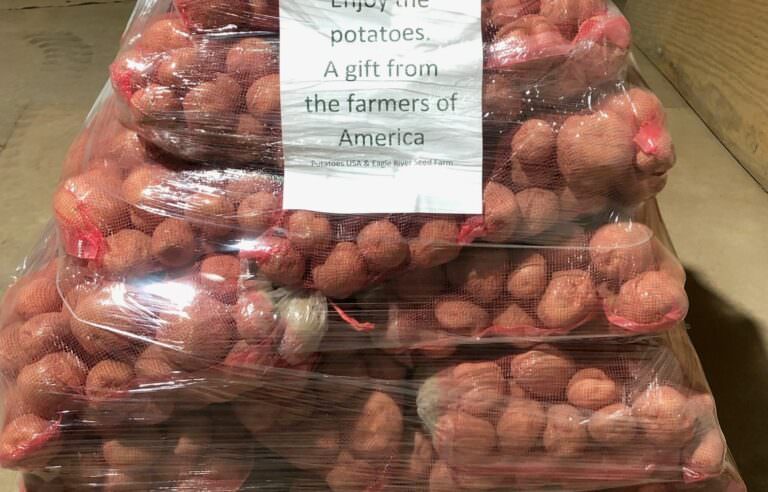 Enjoy the
potatoes.
A gift from
the farmers of
America
Potatoes USA & Eagle River Seed Farm